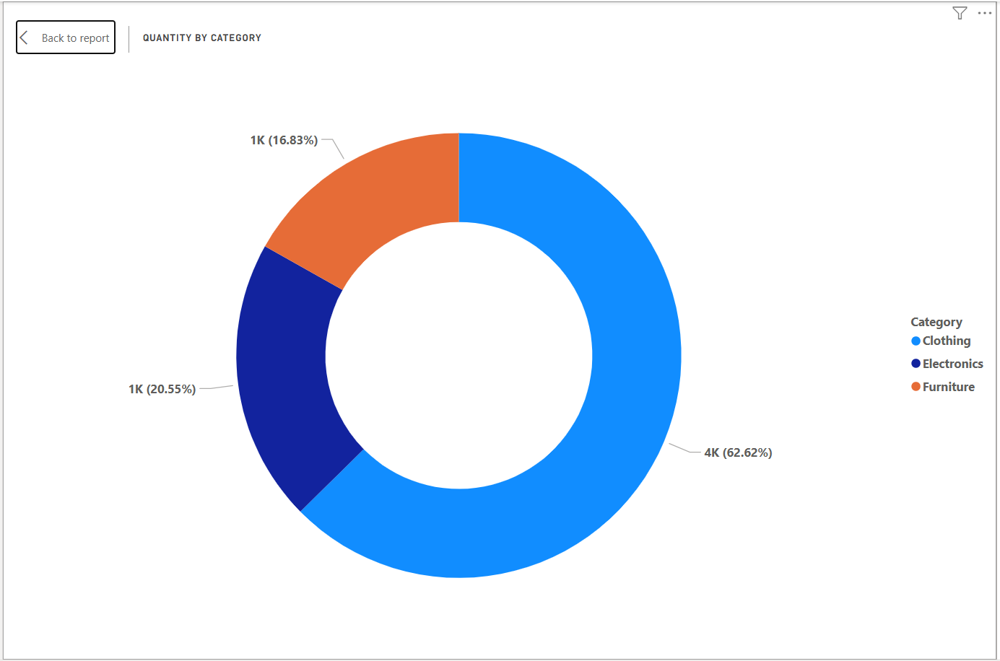 Back to report
QUANTITY BY CATEGORY
1K (16.83%)
1K (20.55%)
4K (62.62%)
Category
Clothing
Electronics
Furniture